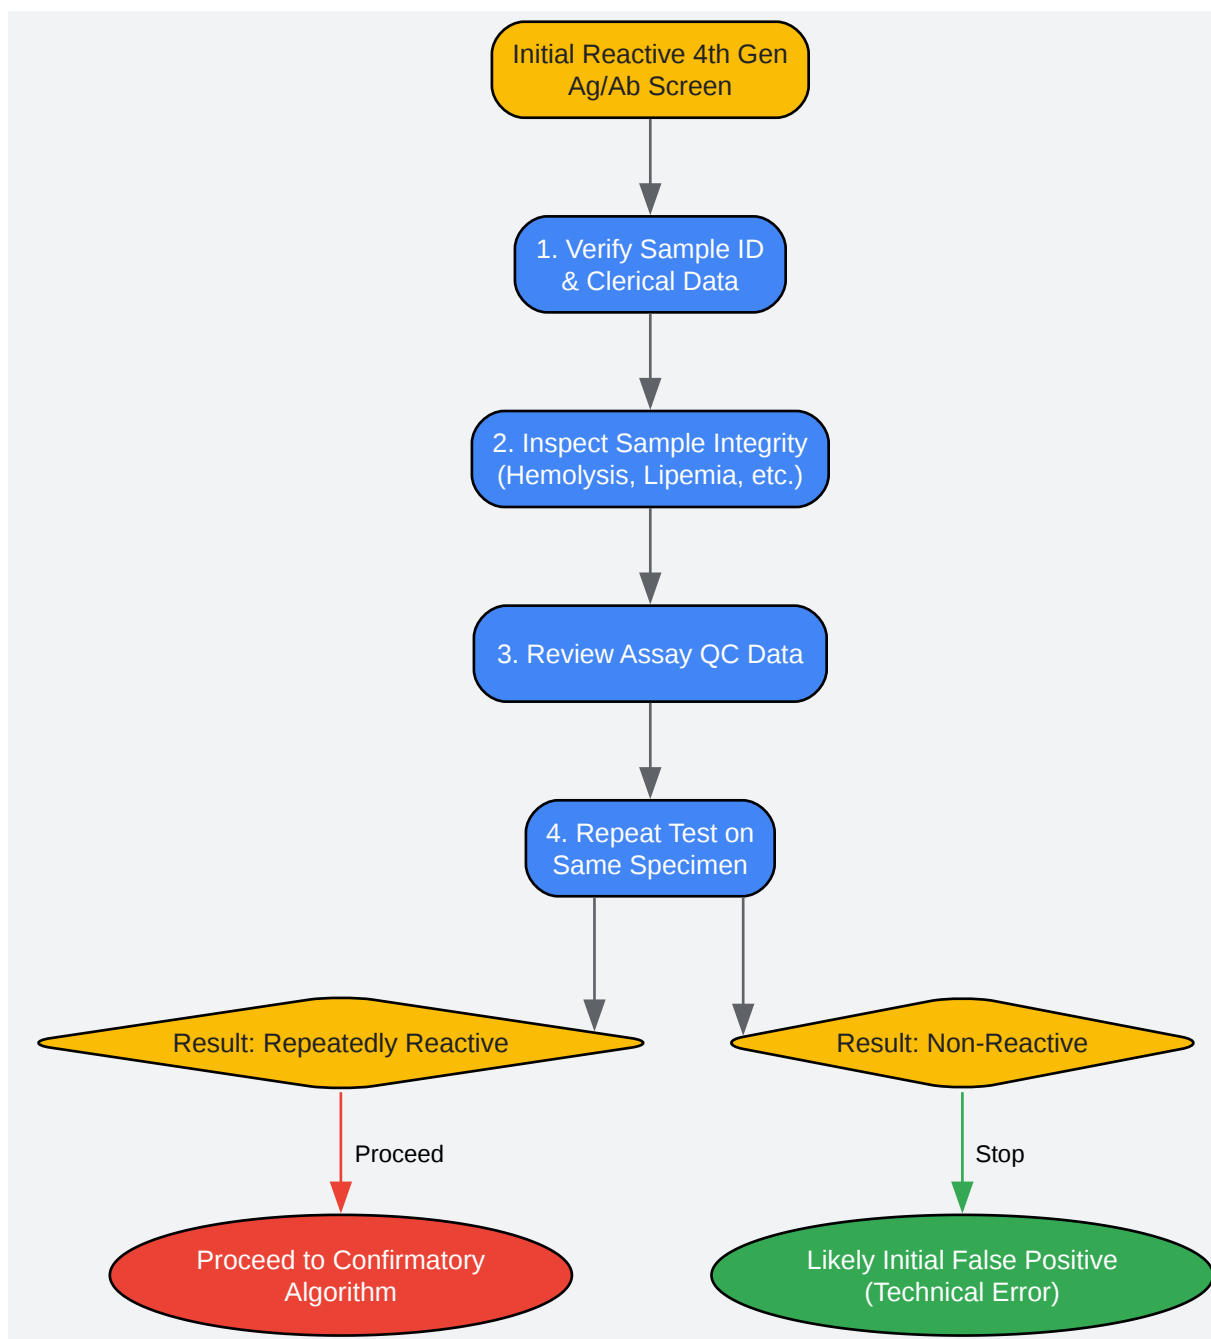 Initial Reactive 4th Gen
Ag/Ab Screen
1. Verify Sample ID
& Clerical Data
2. Inspect Sample Integrity
(Hemolysis, Lipemia, etc.)
3. Review Assay QC Data
4. Repeat Test on
Same Specimen
Result: Repeatedly Reactive
Result: Non-Reactive
Proceed
Stop
Proceed to Confirmatory
Algorithm
Likely Initial False Positive
(Technical Error)